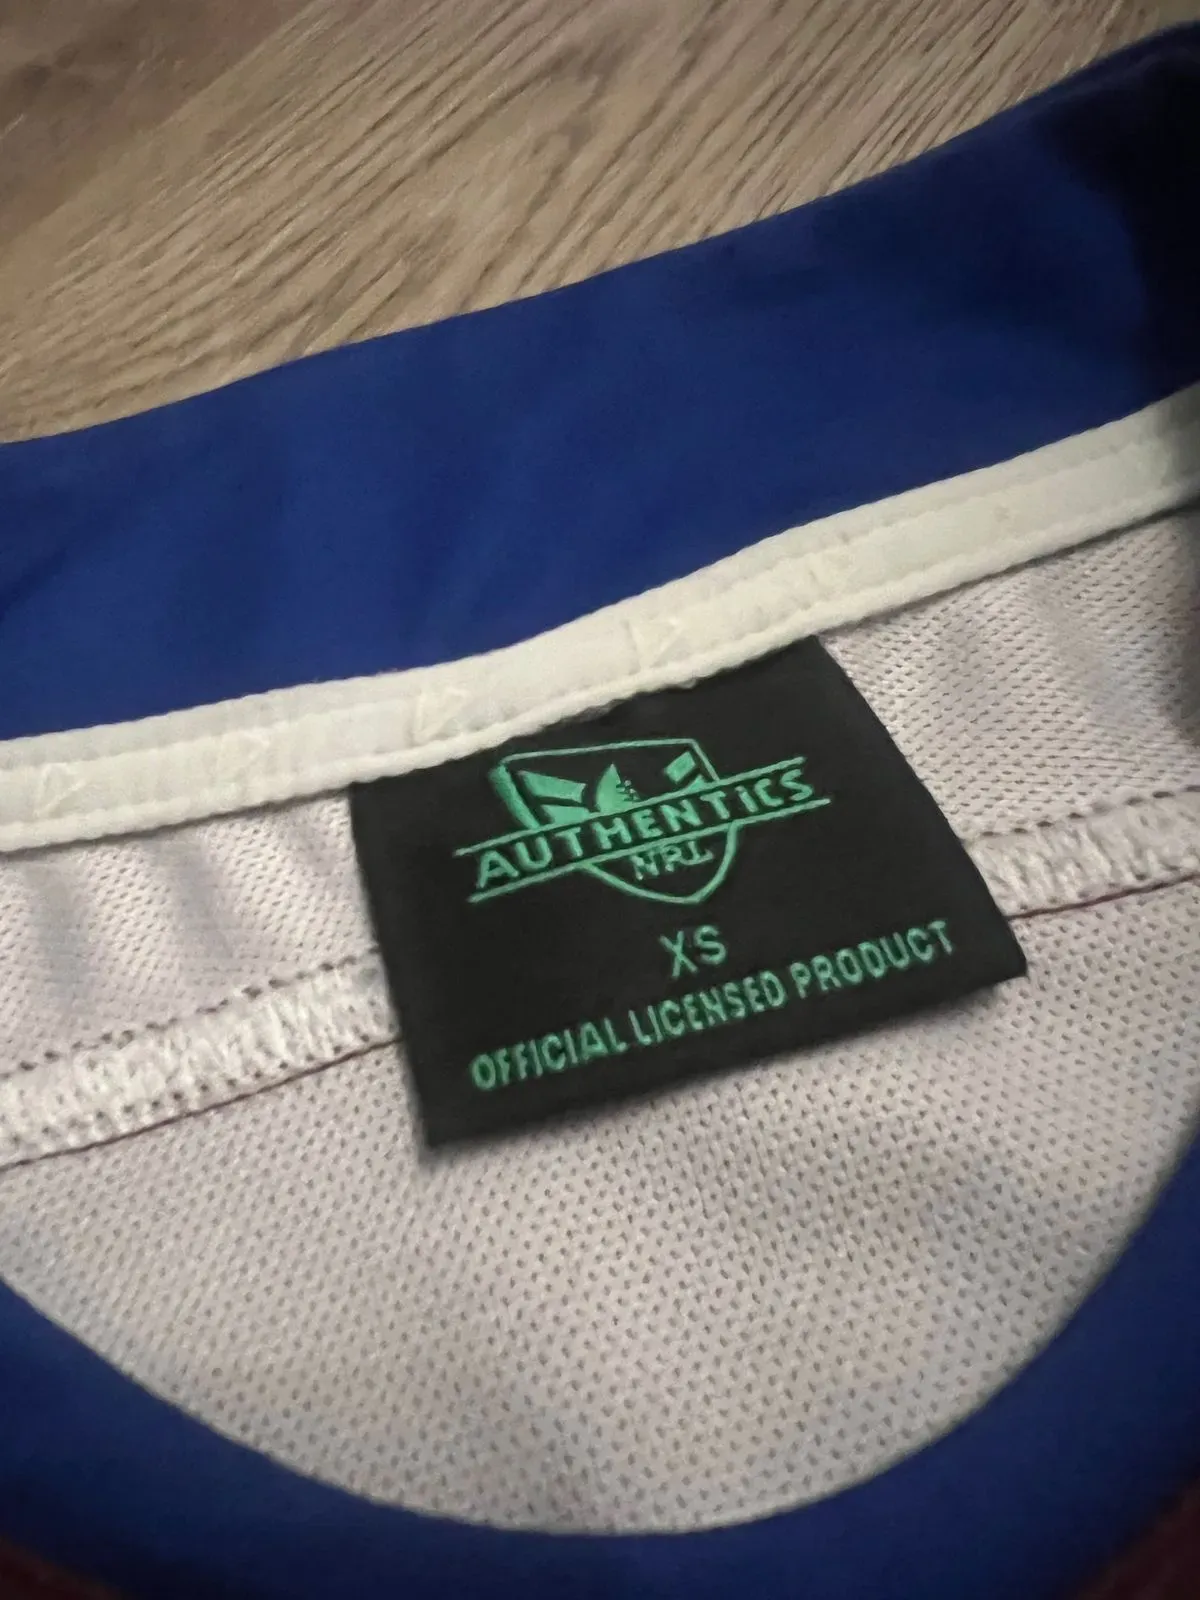 AUTHENTICS
NRL
XS
OFFICIAL LICENSED PRODUCT